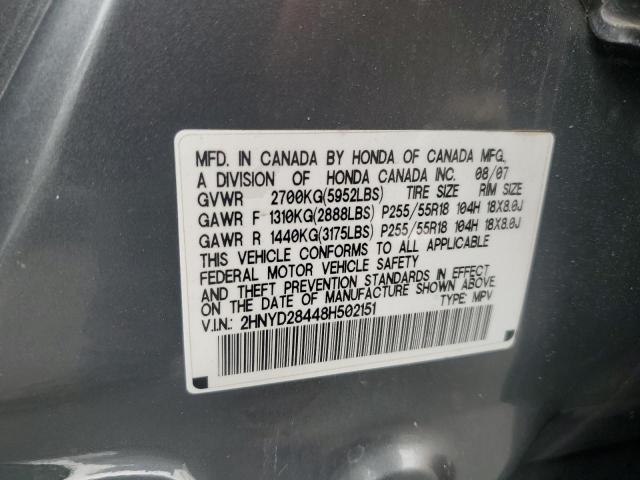 MFD. IN CANADA BY HONDA OF CANADA MFG.,
A DIVISION OF HONDA CANADA INC. 08/07
GVWR 2700KG(5952LBS) TIRE SIZE RIM SIZE
GAWR F 1310KG(2888LBS) P255/55R18 104H 18X8.0J
GAWR R 1440KG(3175LBS) P255/55R18 104H 18X8.0J
THIS VEHICLE CONFORMS TO ALL APPLICABLE
FEDERAL MOTOR VEHICLE SAFETY
AND THEFT PREVENTION STANDARDS IN EFFECT
ON THE DATE OF MANUFACTURE SHOWN ABOVE.
V.I.N.: 2HNYD28448H502151 TYPE: MPV